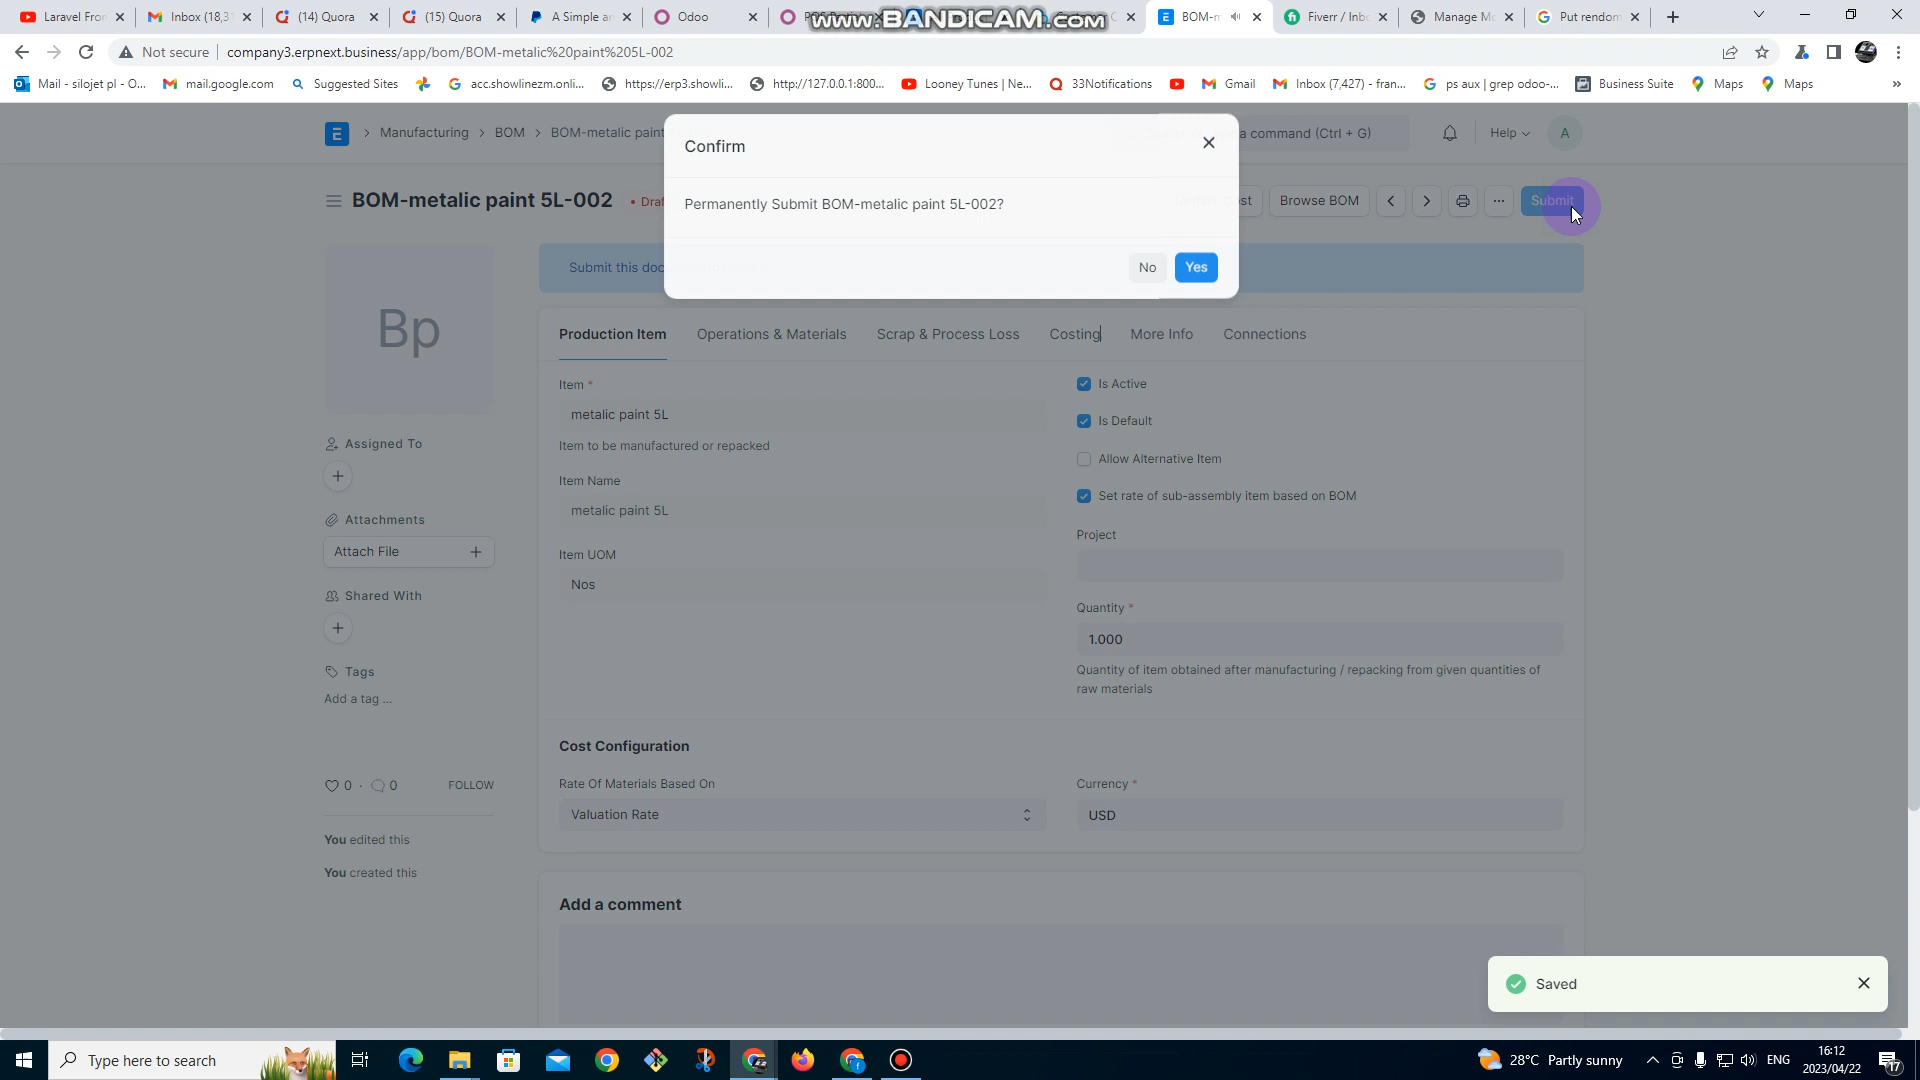 Laravel Fron
Inbox (18,31
(14) Quora
(15) Quora
A Simple an
Odoo
www.BANDICAM.com
BOM-m
Fiverr / Inbo
Manage Mo
Put rendom
Not secure
company3.erpnext.business/app/bom/BOM-metalic%20paint%205L-002
Mail - silojet pl - O...
mail.google.com
Suggested Sites
acc.showlinezm.onli...
https://erp3.showli...
http://127.0.0.1:800...
Looney Tunes | Ne...
33Notifications
Gmail
Inbox (7,427) - fran...
ps aux | grep odoo-...
Business Suite
Maps
Maps
»
E
Manufacturing
BOM
BOM-metalic paint
a command (Ctrl + G)
Help
A
Confirm
Permanently Submit BOM-metalic paint 5L-002?
No
Yes
BOM-metalic paint 5L-002
Draf
Browse BOM
Submit
Submit this doc
Bp
Production Item
Operations & Materials
Scrap & Process Loss
Costing
More Info
Connections
Item *
metalic paint 5L
Item to be manufactured or repacked
Item Name
metalic paint 5L
Item UOM
Nos
Is Active
Is Default
Allow Alternative Item
Set rate of sub-assembly item based on BOM
Project
Quantity *
1.000
Quantity of item obtained after manufacturing / repacking from given quantities of
raw materials
Assigned To
Attachments
Attach File
Shared With
Tags
Add a tag ...
0 · 0
FOLLOW
You edited this
You created this
Cost Configuration
Rate Of Materials Based On
Valuation Rate
Currency *
USD
Add a comment
Saved
Type here to search
28°C Partly sunny
ENG
16:12
2023/04/22
17